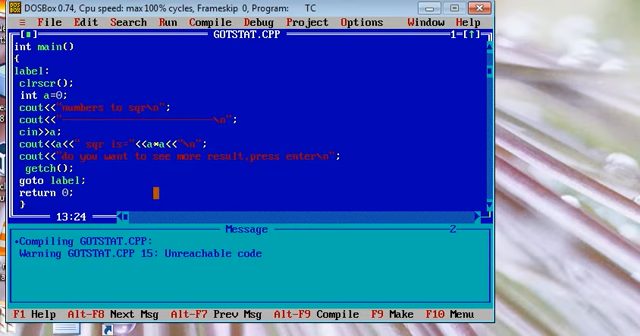 DOSBox 0.74, Cpu speed: max 100% cycles, Frameskip 0, Program: TC
≡ File Edit Search Run Compile Debug Project Options Window Help
[■] GOTSTAT.CPP 1=[↑]
int main()
{
label:
clrscr();
int a=0;
cout<<"numbers to sqr\n";
cout<<"-------------------------\n";
cin>>a;
cout<<a<<" sqr is="<<a*a<<"\n";
cout<<"do you want to see more result.press enter\n";
getch();
goto label;
return 0;
}
13:24
Message 2
•Compiling GOTSTAT.CPP:
Warning GOTSTAT.CPP 15: Unreachable code
F1 Help Alt-F8 Next Msg Alt-F7 Prev Msg Alt-F9 Compile F9 Make F10 Menu